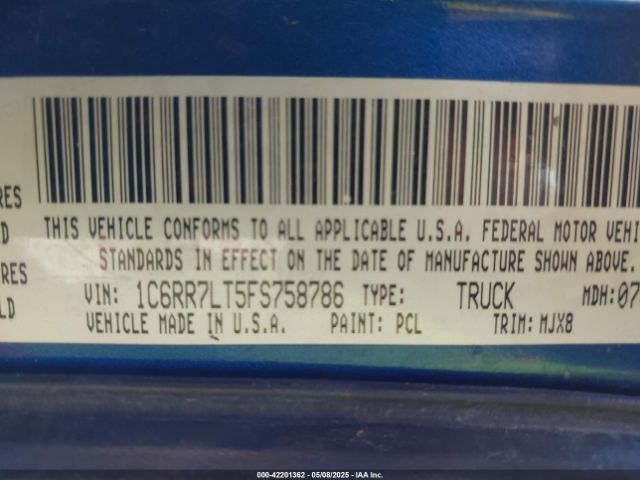 RES
D
RES
LD
THIS VEHICLE CONFORMS TO ALL APPLICABLE U.S.A. FEDERAL MOTOR VEHI
STANDARDS IN EFFECT ON THE DATE OF MANUFACTURE SHOWN ABOVE.
VIN: 1C6RR7LT5FS758786 TYPE: TRUCK MDH:07
VEHICLE MADE IN U.S.A. PAINT: PCL TRIM: MJX8
000-42201362 - 05/08/2025 - IAA Inc.